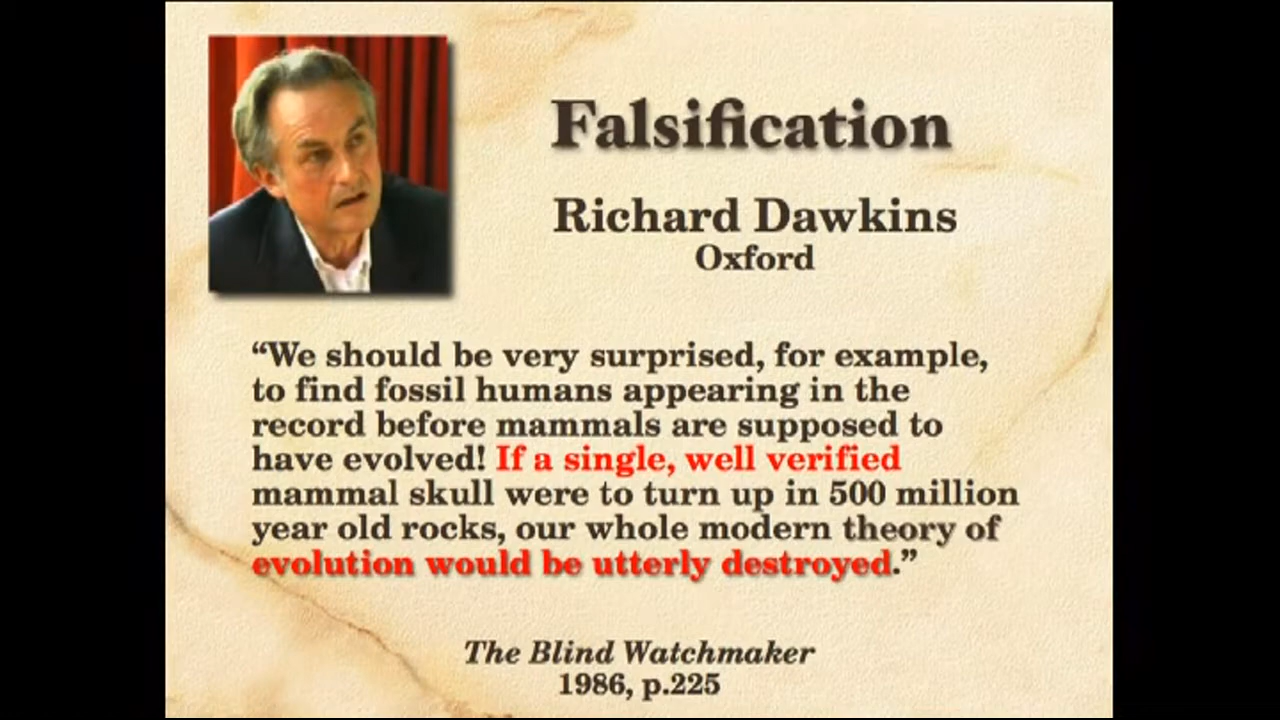 Falsification
Richard Dawkins
Oxford
“We should be very surprised, for example,
to find fossil humans appearing in the
record before mammals are supposed to
have evolved! If a single, well verified
mammal skull were to turn up in 500 million
year old rocks, our whole modern theory of
evolution would be utterly destroyed.”
The Blind Watchmaker
1986, p.225